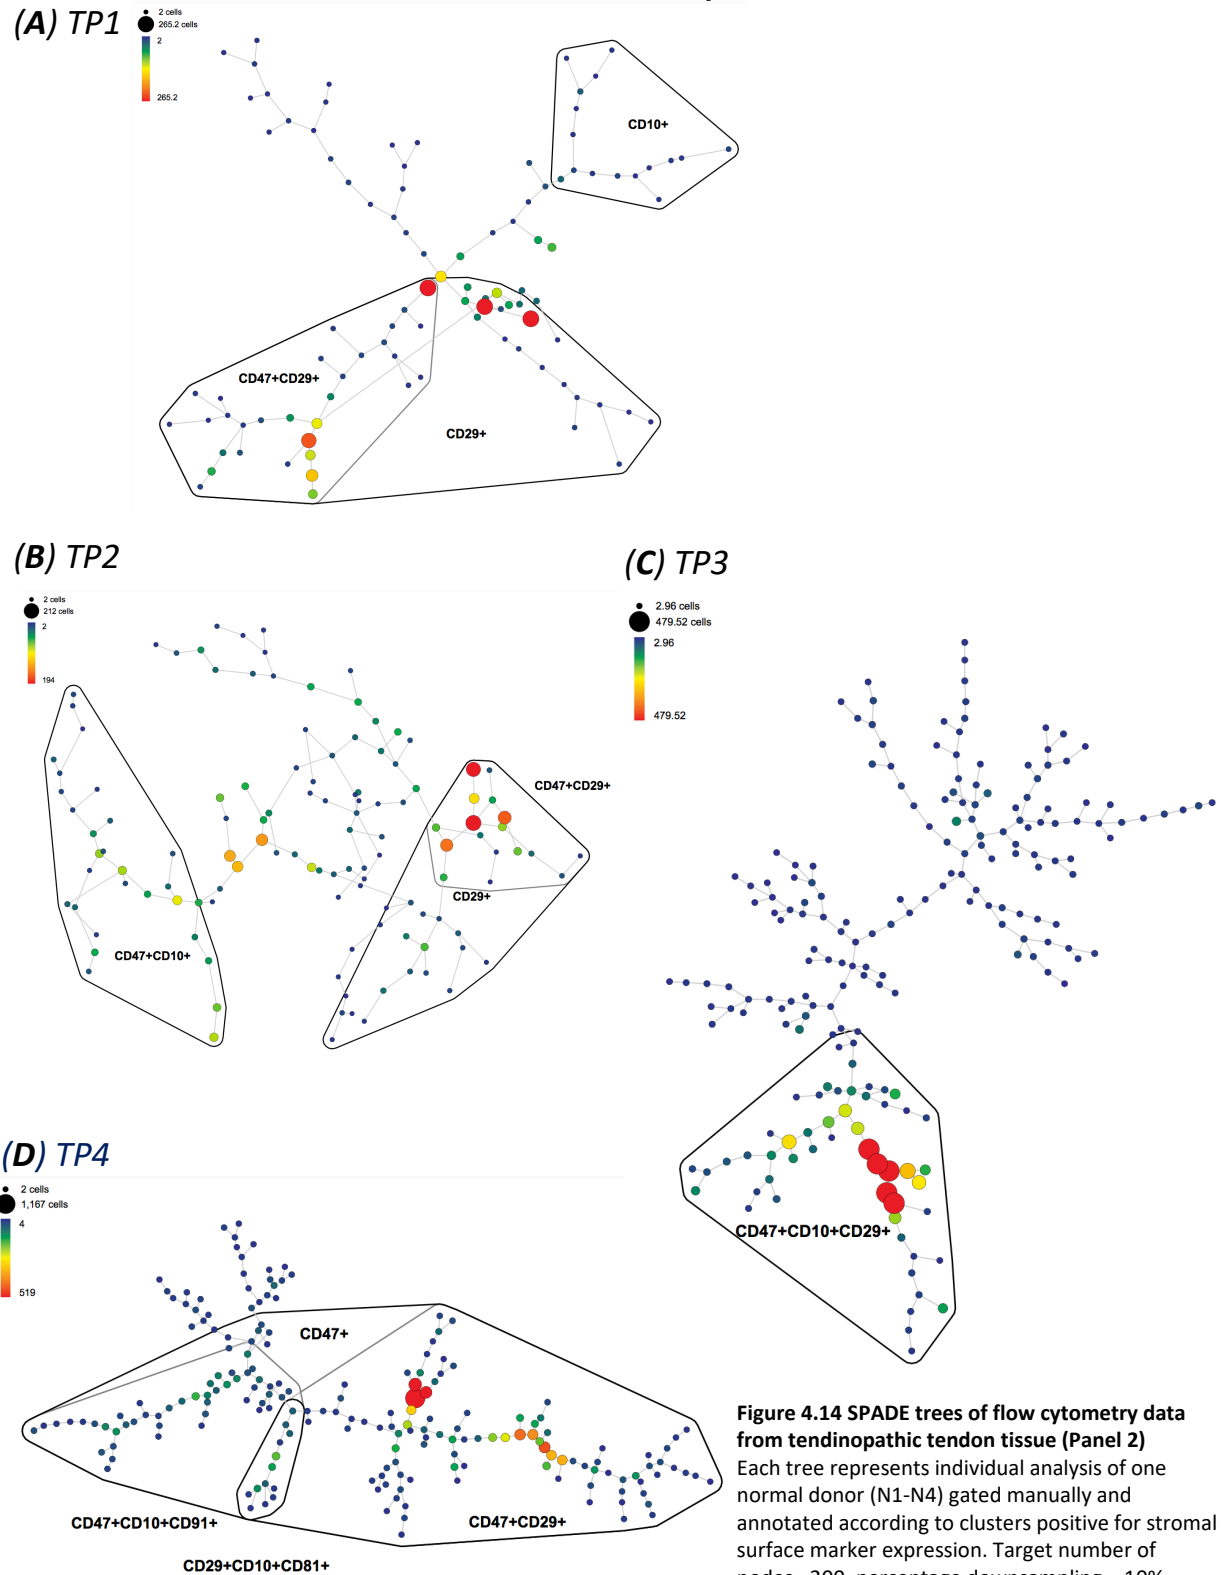 (A) TP1
2 cells
265.2 cells
2
265.2
CD10+
CD47+CD29+
CD29+
(B) TP2
2 cells
212 cells
2
194
CD47+CD29+
CD29+
CD47+CD10+
(C) TP3
2.96 cells
479.52 cells
2.96
479.52
CD47+CD10+CD29+
(D) TP4
2 cells
1,167 cells
4
519
CD47+
CD47+CD10+CD91+
CD47+CD29+
CD29+CD10+CD81+
Figure 4.14 SPADE trees of flow cytometry data
from tendinopathic tendon tissue (Panel 2)
Each tree represents individual analysis of one
normal donor (N1-N4) gated manually and
annotated according to clusters positive for stromal
surface marker expression. Target number of